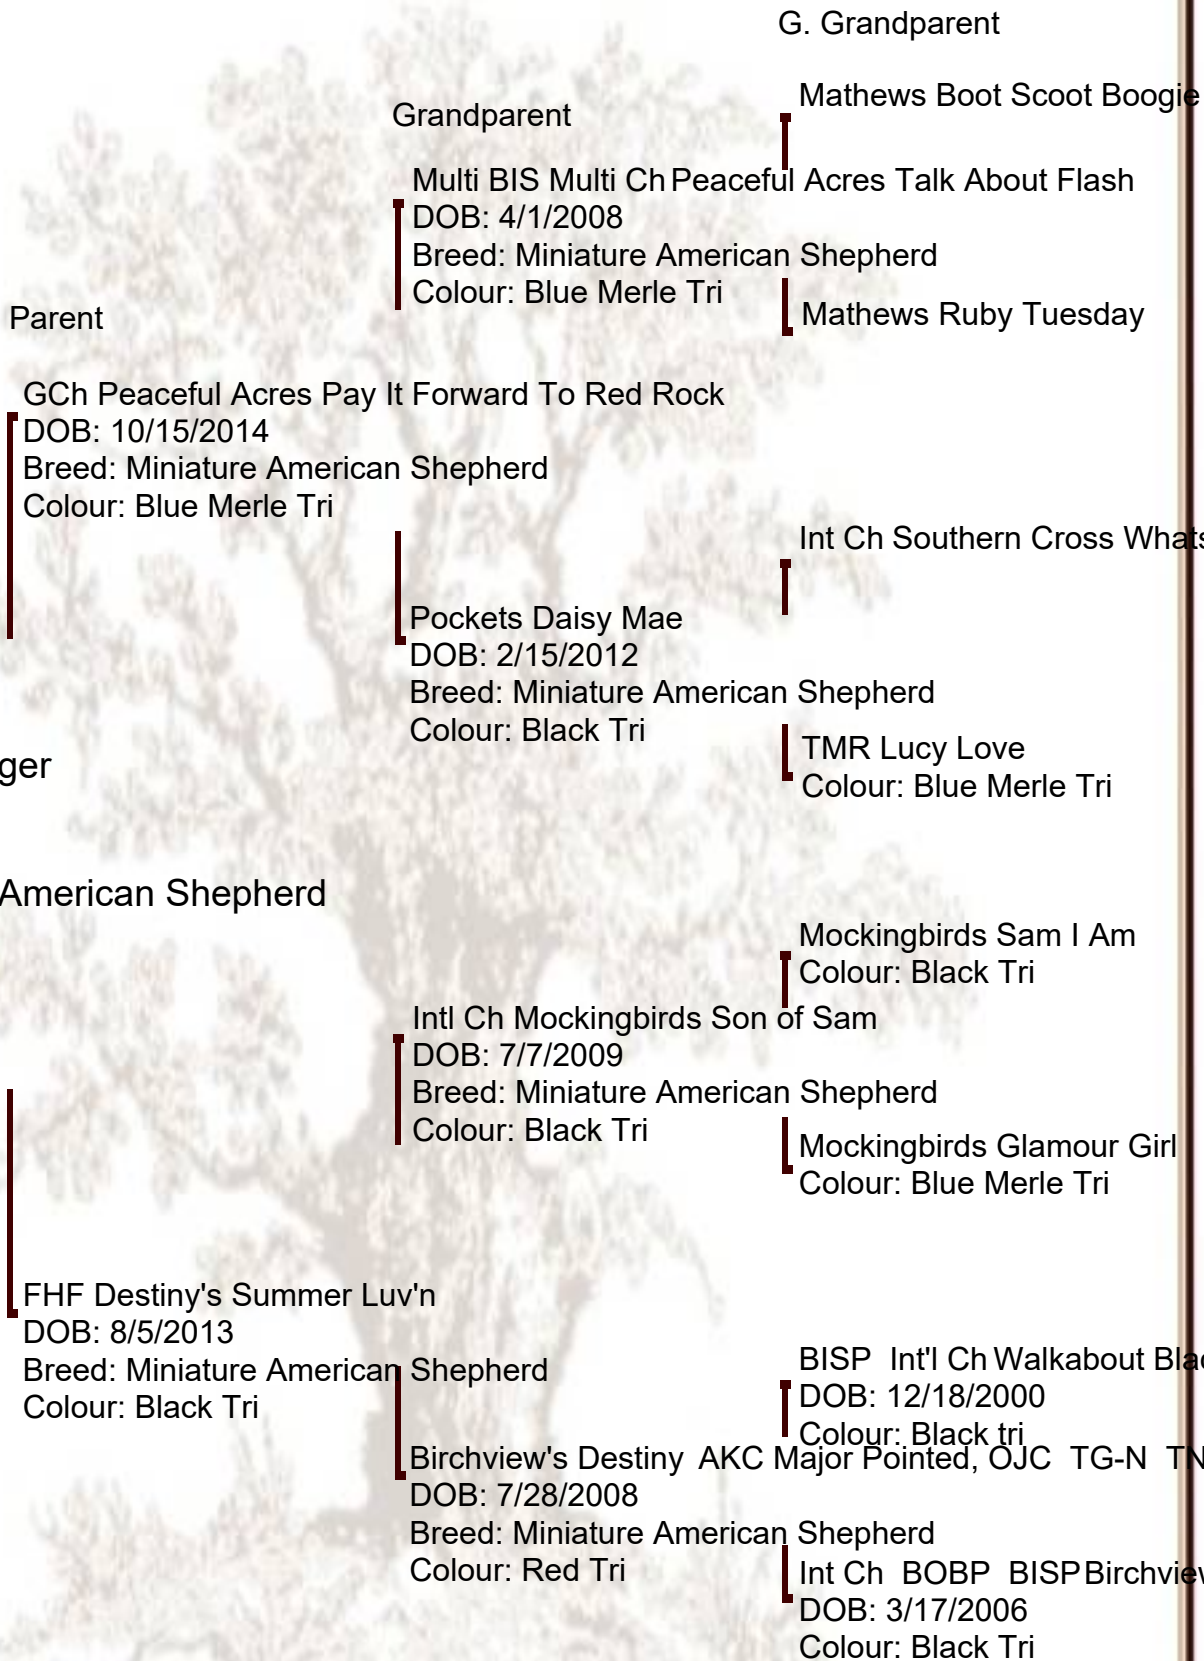 G. Grandparent
Mathews Boot Scoot Boogie
Grandparent
Multi BIS Multi Ch Peaceful Acres Talk About Flash
DOB: 4/1/2008
Breed: Miniature American Shepherd
Colour: Blue Merle Tri
Mathews Ruby Tuesday
Parent
GCh Peaceful Acres Pay It Forward To Red Rock
DOB: 10/15/2014
Breed: Miniature American Shepherd
Colour: Blue Merle Tri
Int Ch Southern Cross Whats
Pockets Daisy Mae
DOB: 2/15/2012
Breed: Miniature American Shepherd
Colour: Black Tri
TMR Lucy Love
Colour: Blue Merle Tri
ger
American Shepherd
Mockingbirds Sam I Am
Colour: Black Tri
Intl Ch Mockingbirds Son of Sam
DOB: 7/7/2009
Breed: Miniature American Shepherd
Colour: Black Tri
Mockingbirds Glamour Girl
Colour: Blue Merle Tri
FHF Destiny's Summer Luv'n
DOB: 8/5/2013
Breed: Miniature American Shepherd
Colour: Black Tri
BISP Int'l Ch Walkabout
DOB: 12/18/2000
Colour: Black tri
Birchview's Destiny AKC Major Pointed, OJC TG-N TN
DOB: 7/28/2008
Breed: Miniature American Shepherd
Colour: Red Tri
Int Ch BOBP BISP Birchview
DOB: 3/17/2006
Colour: Black Tri